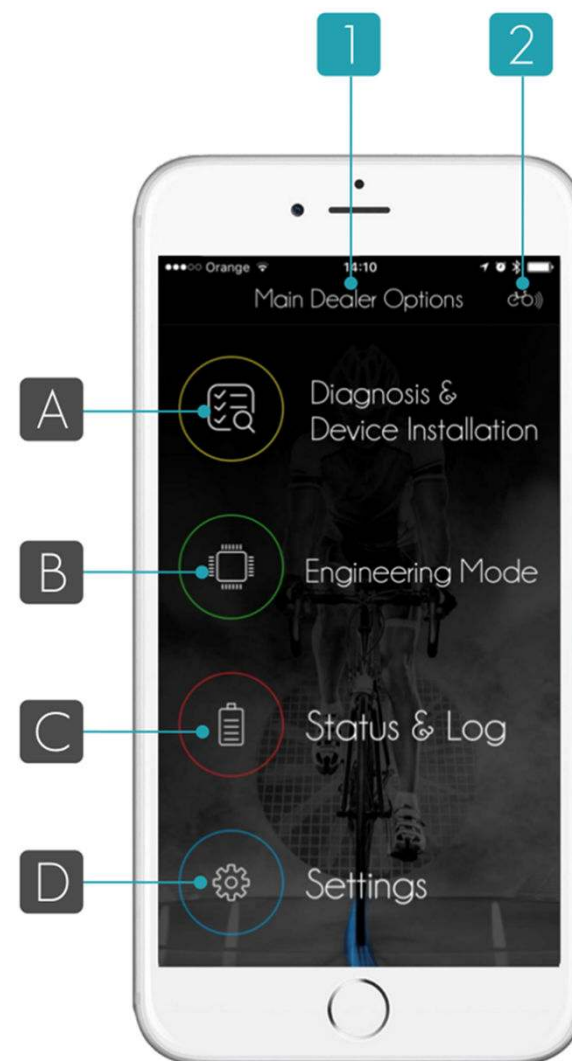 1 2
Orange 14:10
Main Dealer Options
A
Diagnosis &
Device Installation
B
Engineering Mode
C
Status & Log
D
Settings